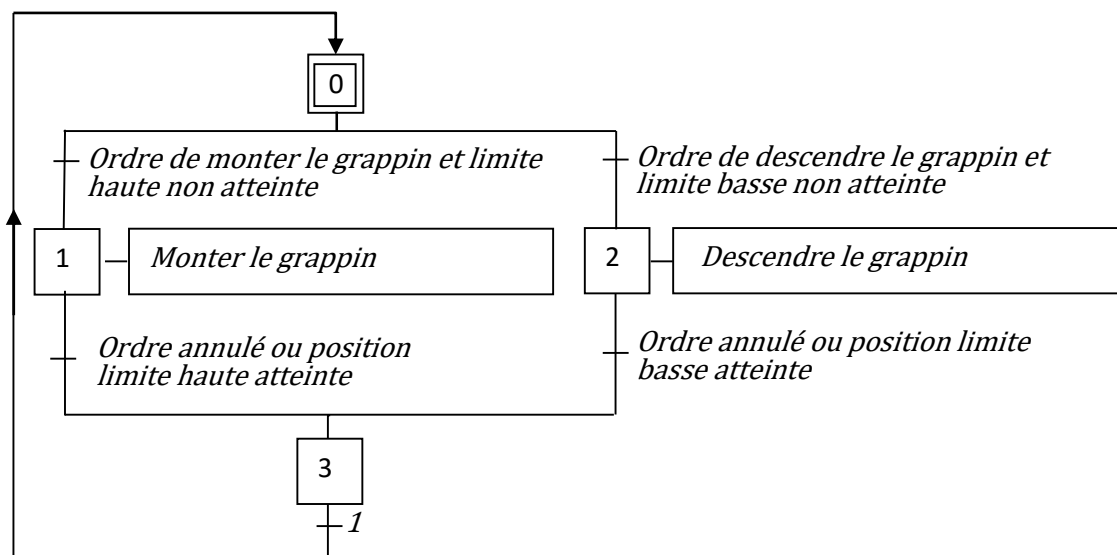 0
Ordre de monter le grappin et limite
haute non atteinte
Ordre de descendre le grappin et
limite basse non atteinte
1
Monter le grappin
2
Descendre le grappin
Ordre annulé ou position
limite haute atteinte
Ordre annulé ou position limite
basse atteinte
3
1